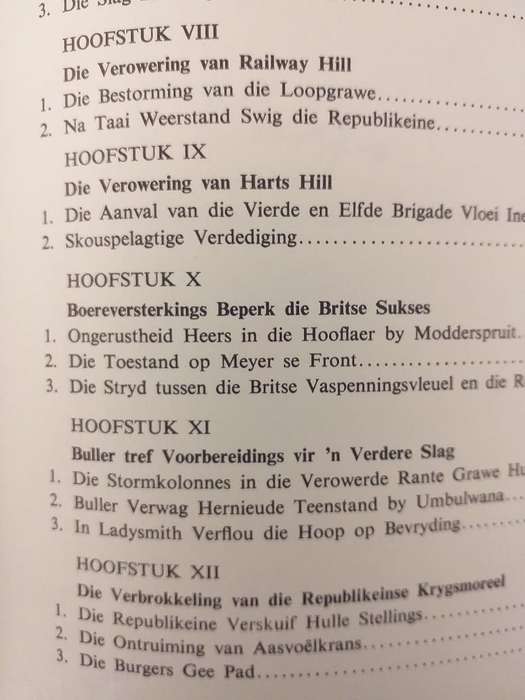 3. Die Slag
HOOFSTUK VIII
Die Verowering van Railway Hill
1. Die Bestorming van die Loopgrawe
2. Na Taai Weerstand Swig die Republikeine
HOOFSTUK IX
Die Verowering van Harts Hill
1. Die Aanval van die Vierde en Elfde Brigade Vloei Ine
2. Skouspelagtige Verdediging
HOOFSTUK X
Boereversterkings Beperk die Britse Sukses
1. Ongerustheid Heers in die Hooflaer by Modderspruit
2. Die Toestand op Meyer se Front
3. Die Stryd tussen die Britse Vaspenningsvleuel en die R
HOOFSTUK XI
Buller tref Voorbereidings vir 'n Verdere Slag
1. Die Stormkolonnes in die Verowerde Rante Grawe Hu
2. Buller Verwag Hernieude Teenstand by Umbulwana
3. In Ladysmith Verflou die Hoop op Bevryding
HOOFSTUK XII
Die Verbrokkeling van die Republikeinse Krygsmoreel
1. Die Republikeine Verskuif Hulle Stellings
2. Die Ontruiming van Aasvoëlkrans
3. Die Burgers Gee Pad